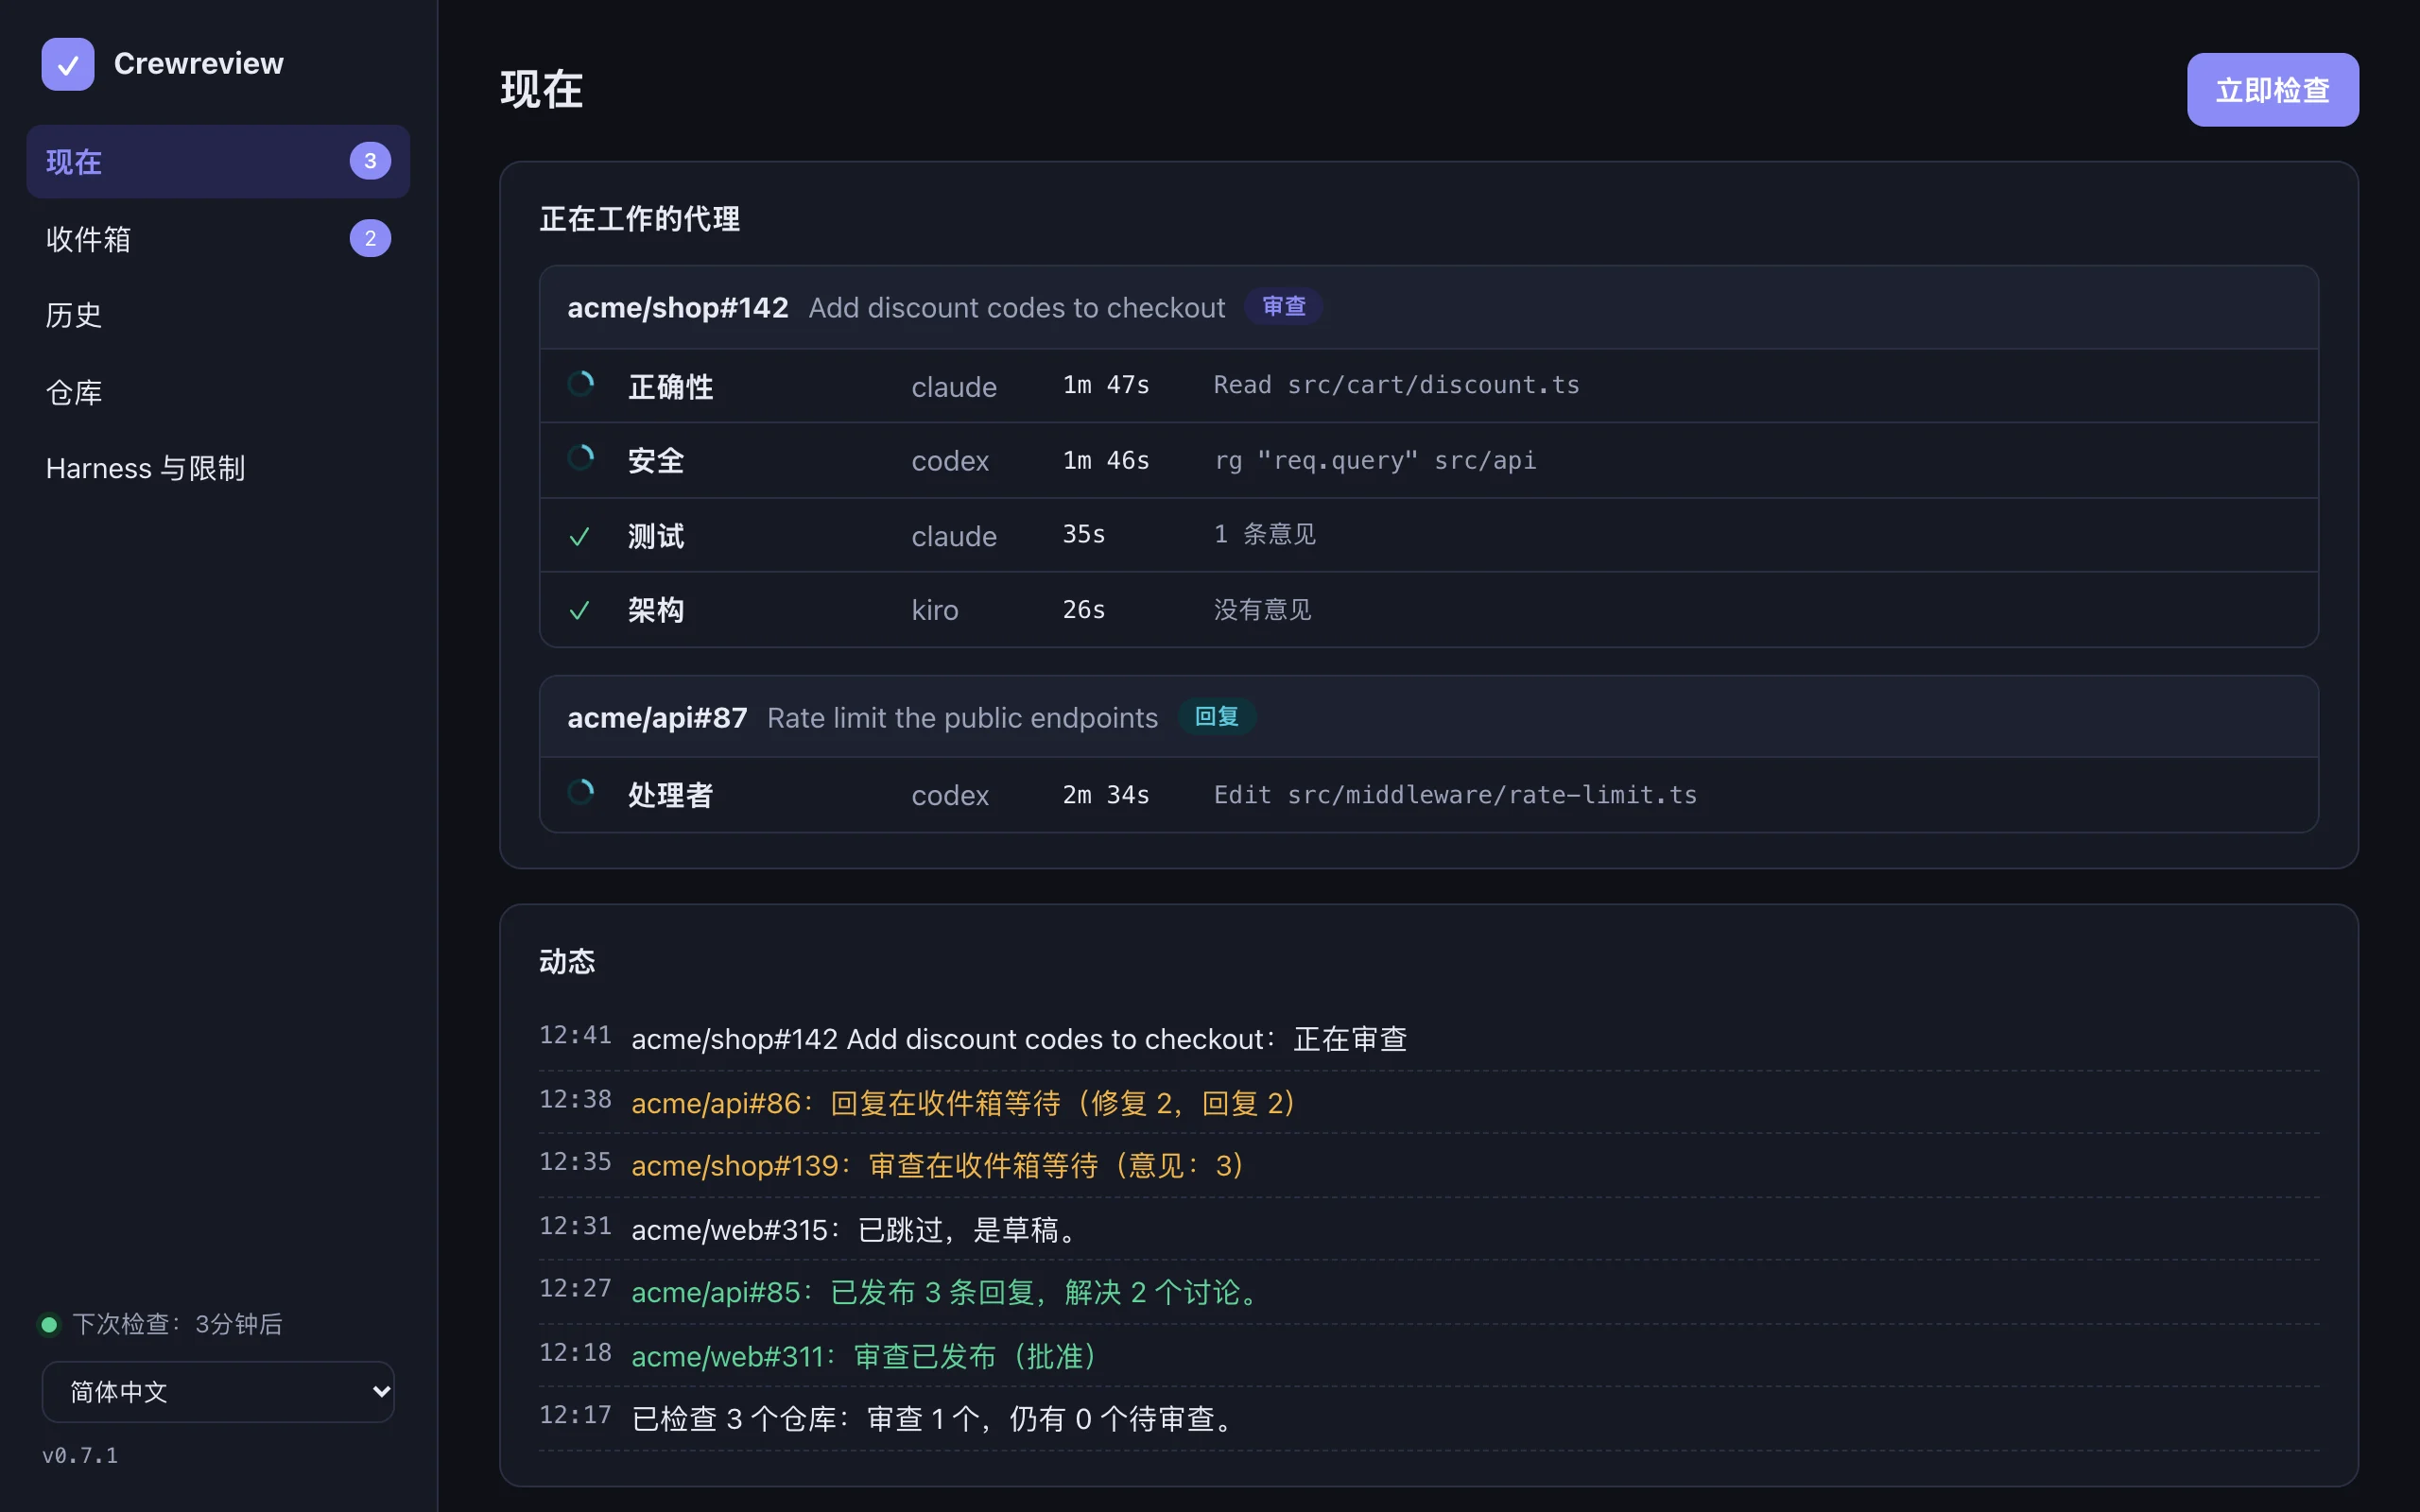 Crewreview
现在 3
收件箱 2
历史
仓库
Harness 与限制
下次检查：3分钟后
简体中文
v0.7.1
现在
立即检查
正在工作的代理
acme/shop#142 Add discount codes to checkout 审查
正确性 claude 1m 47s Read src/cart/discount.ts
安全 codex 1m 46s rg "req.query" src/api
测试 claude 35s 1 条意见
架构 kiro 26s 没有意见
acme/api#87 Rate limit the public endpoints 回复
处理者 codex 2m 34s Edit src/middleware/rate-limit.ts
动态
12:41 acme/shop#142 Add discount codes to checkout：正在审查
12:38 acme/api#86：回复在收件箱等待（修复 2，回复 2）
12:35 acme/shop#139：审查在收件箱等待（意见：3）
12:31 acme/web#315：已跳过，是草稿。
12:27 acme/api#85：已发布 3 条回复，解决 2 个讨论。
12:18 acme/web#311：审查已发布（批准）
12:17 已检查 3 个仓库：审查 1 个，仍有 0 个待审查。